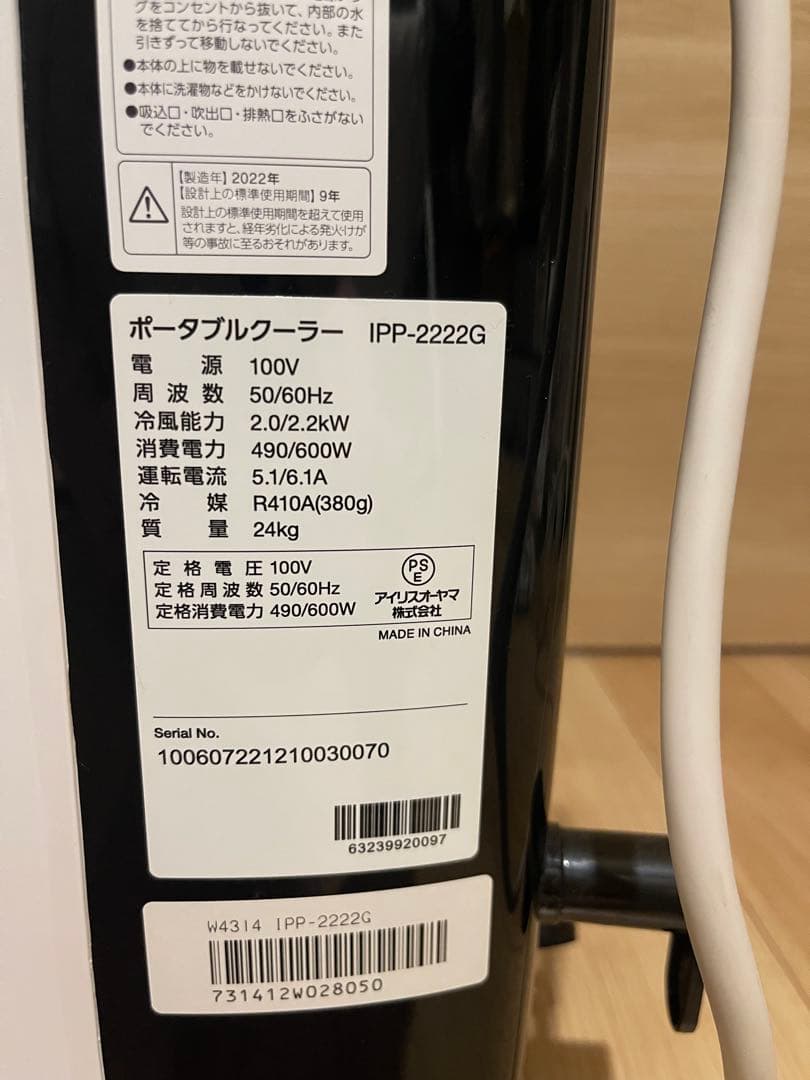 グをコンセントから抜いて、内部の水
を捨ててから行なってください。また
引きずって移動しないでください。
●本体の上に物を載せないでください。
●本体に洗濯物などをかけないでください。
●吸込口・吹出口・排熱口をふさがない
でください。
【製造年】2022年
【設計上の標準使用期間】9年
設計上の標準使用期間を超えて使用
されますと、経年劣化による発火けが
等の事故に至るおそれがあります。
ポータブルクーラー IPP-2222G
電源 100V
周波数 50/60Hz
冷風能力 2.0/2.2kW
消費電力 490/600W
運転電流 5.1/6.1A
冷媒 R410A(380g)
質量 24kg
定格電圧 100V
定格周波数 50/60Hz
定格消費電力 490/600W
PS
E
アイリスオーヤマ
株式会社
MADE IN CHINA
Serial No.
100607221210030070
63239920097
W4314 IPP-2222G
731412W028050